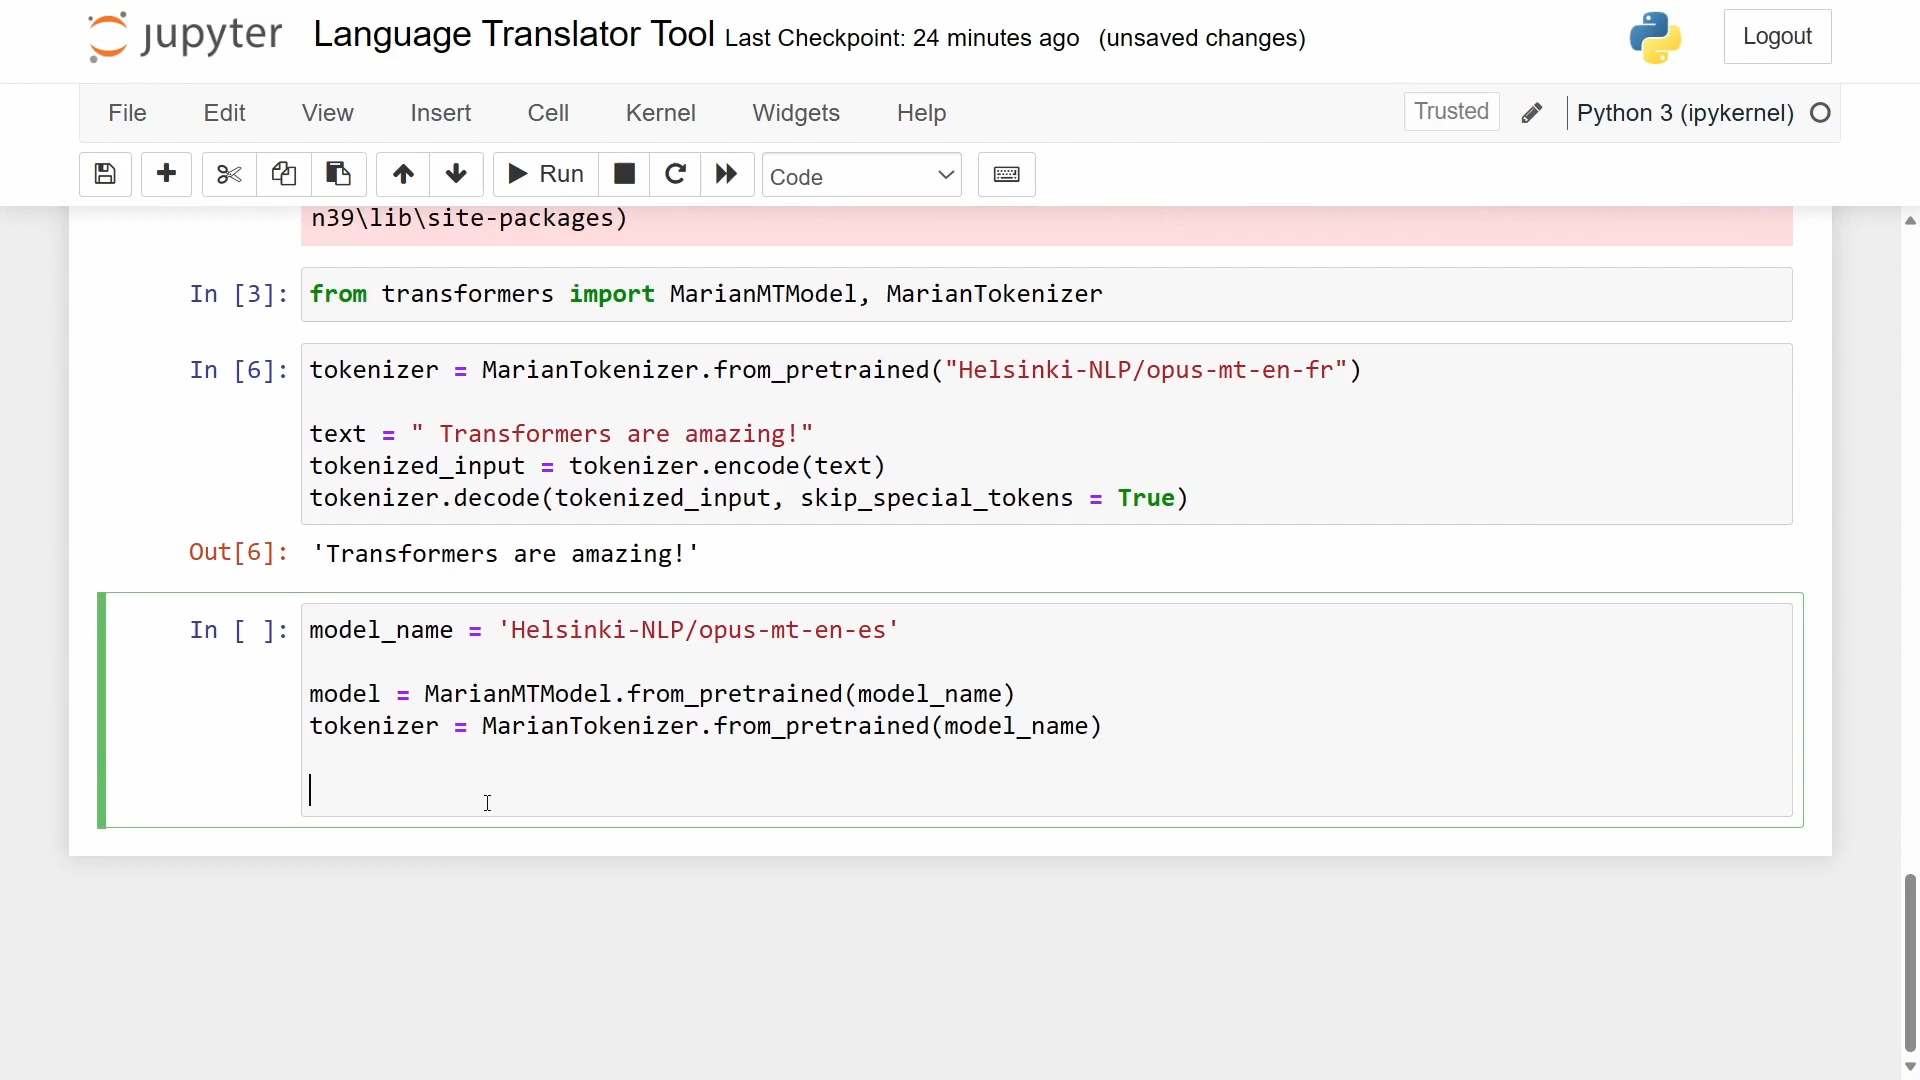 jupyter Language Translator Tool Last Checkpoint: 24 minutes ago (unsaved changes) Logout
File Edit View Insert Cell Kernel Widgets Help Trusted Python 3 (ipykernel)
Run Code
n39\lib\site-packages)
In [3]: from transformers import MarianMTModel, MarianTokenizer
In [6]: tokenizer = MarianTokenizer.from_pretrained("Helsinki-NLP/opus-mt-en-fr")
text = " Transformers are amazing!"
tokenized_input = tokenizer.encode(text)
tokenizer.decode(tokenized_input, skip_special_tokens = True)
Out[6]: 'Transformers are amazing!'
In [ ]: model_name = 'Helsinki-NLP/opus-mt-en-es'
model = MarianMTModel.from_pretrained(model_name)
tokenizer = MarianTokenizer.from_pretrained(model_name)